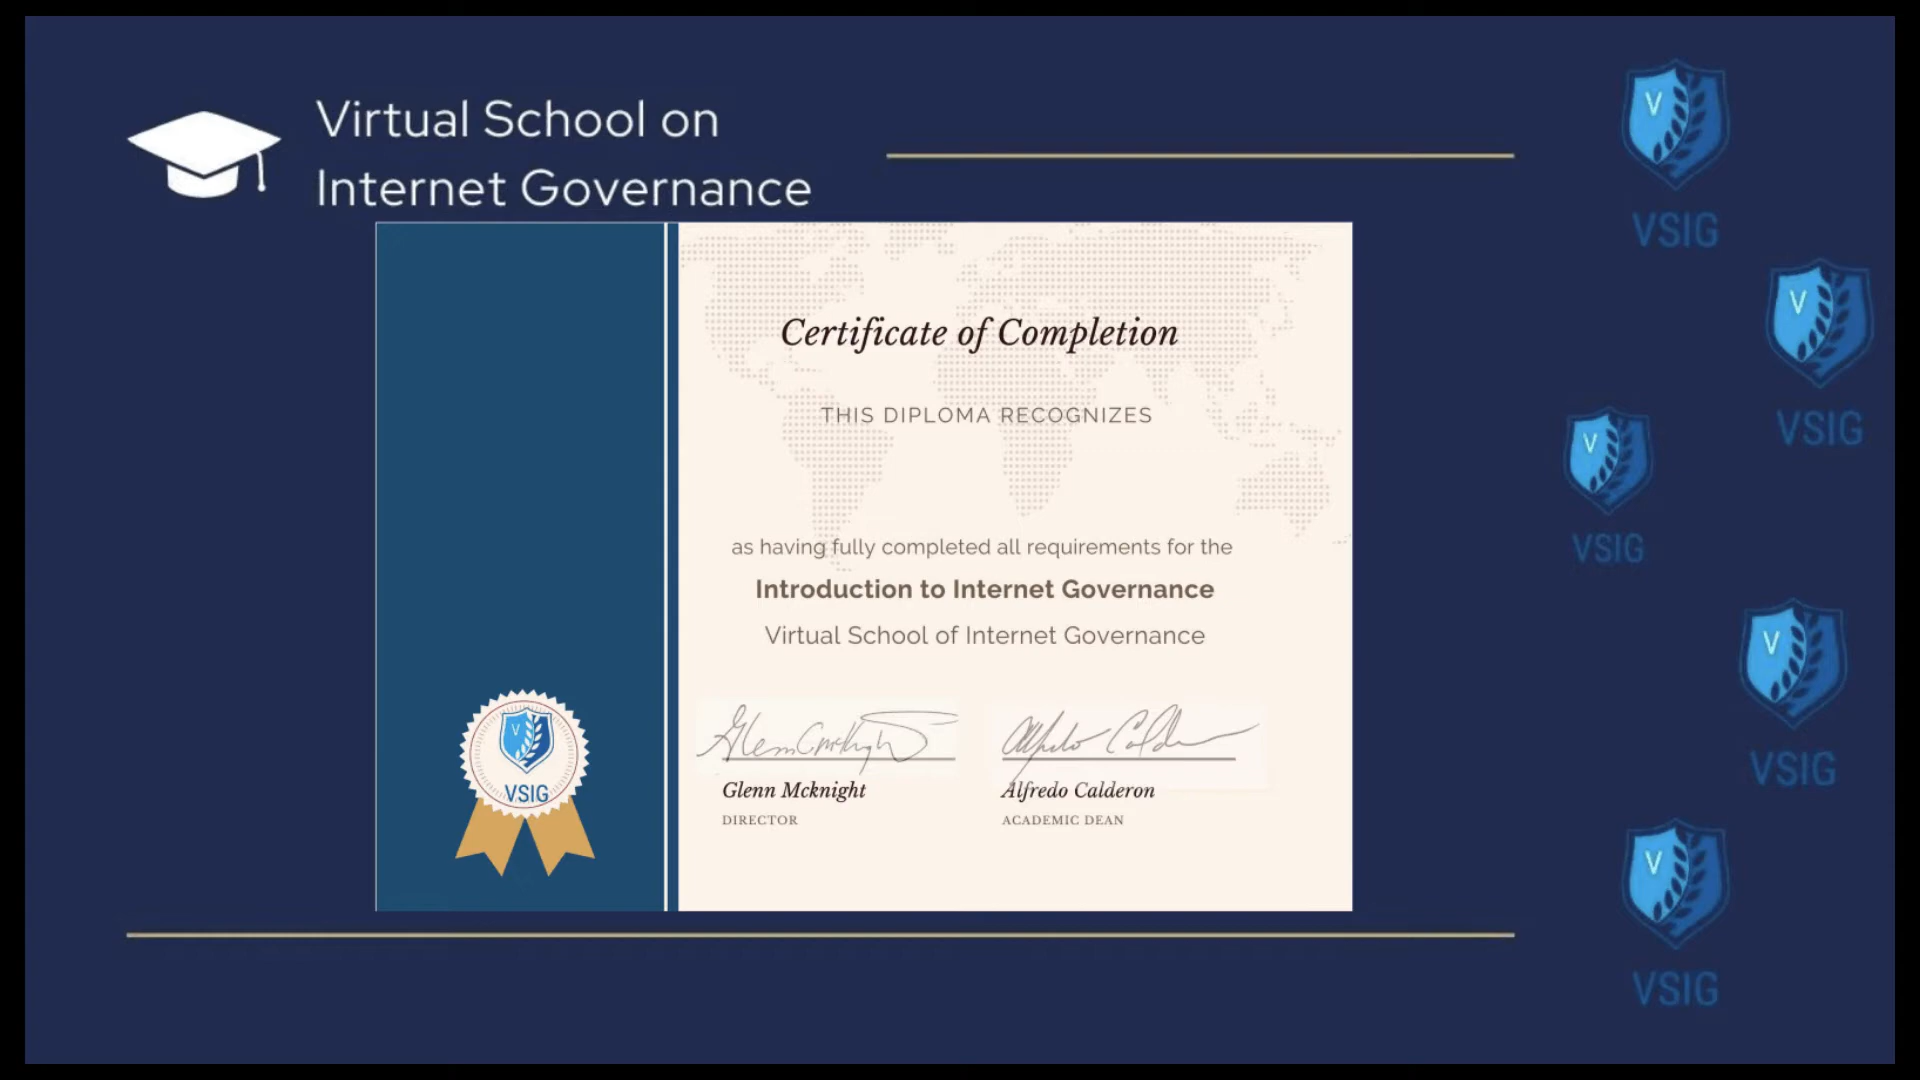 Virtual School on
Internet Governance
Certificate of Completion
THIS DIPLOMA RECOGNIZES
as having fully completed all requirements for the
Introduction to Internet Governance
Virtual School of Internet Governance
Glenn Mcknight
Alfredo Calderon
DIRECTOR
ACADEMIC DEAN
V
VSIG
V
VSIG
V
VSIG
V
VSIG
V
VSIG
V
VSIG